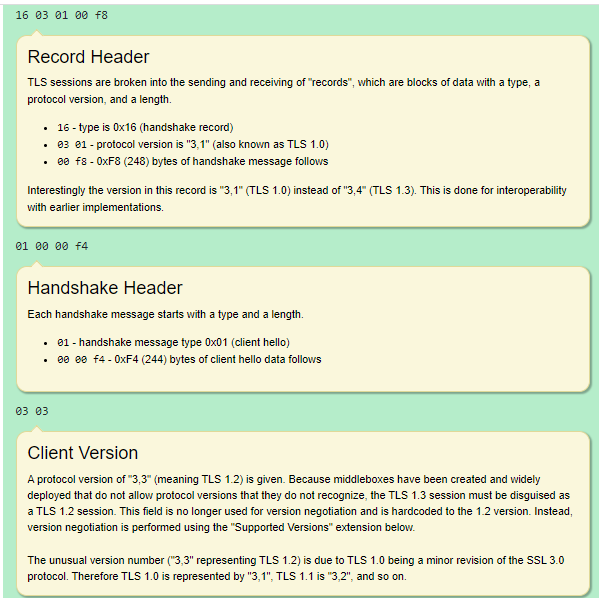 16 03 01 00 f8
Record Header
TLS sessions are broken into the sending and receiving of "records", which are blocks of data with a type, a
protocol version, and a length.
• 16 - type is 0x16 (handshake record)
• 03 01 - protocol version is "3,1" (also known as TLS 1.0)
• 00 f8 - 0xF8 (248) bytes of handshake message follows
Interestingly the version in this record is "3,1" (TLS 1.0) instead of "3,4" (TLS 1.3). This is done for interoperability
with earlier implementations.
01 00 00 f4
Handshake Header
Each handshake message starts with a type and a length.
• 01 - handshake message type 0x01 (client hello)
• 00 00 f4 - 0xF4 (244) bytes of client hello data follows
03 03
Client Version
A protocol version of "3,3" (meaning TLS 1.2) is given. Because middleboxes have been created and widely
deployed that do not allow protocol versions that they do not recognize, the TLS 1.3 session must be disguised as
a TLS 1.2 session. This field is no longer used for version negotiation and is hardcoded to the 1.2 version. Instead,
version negotiation is performed using the "Supported Versions" extension below.
The unusual version number ("3,3" representing TLS 1.2) is due to TLS 1.0 being a minor revision of the SSL 3.0
protocol. Therefore TLS 1.0 is represented by "3,1", TLS 1.1 is "3,2", and so on.